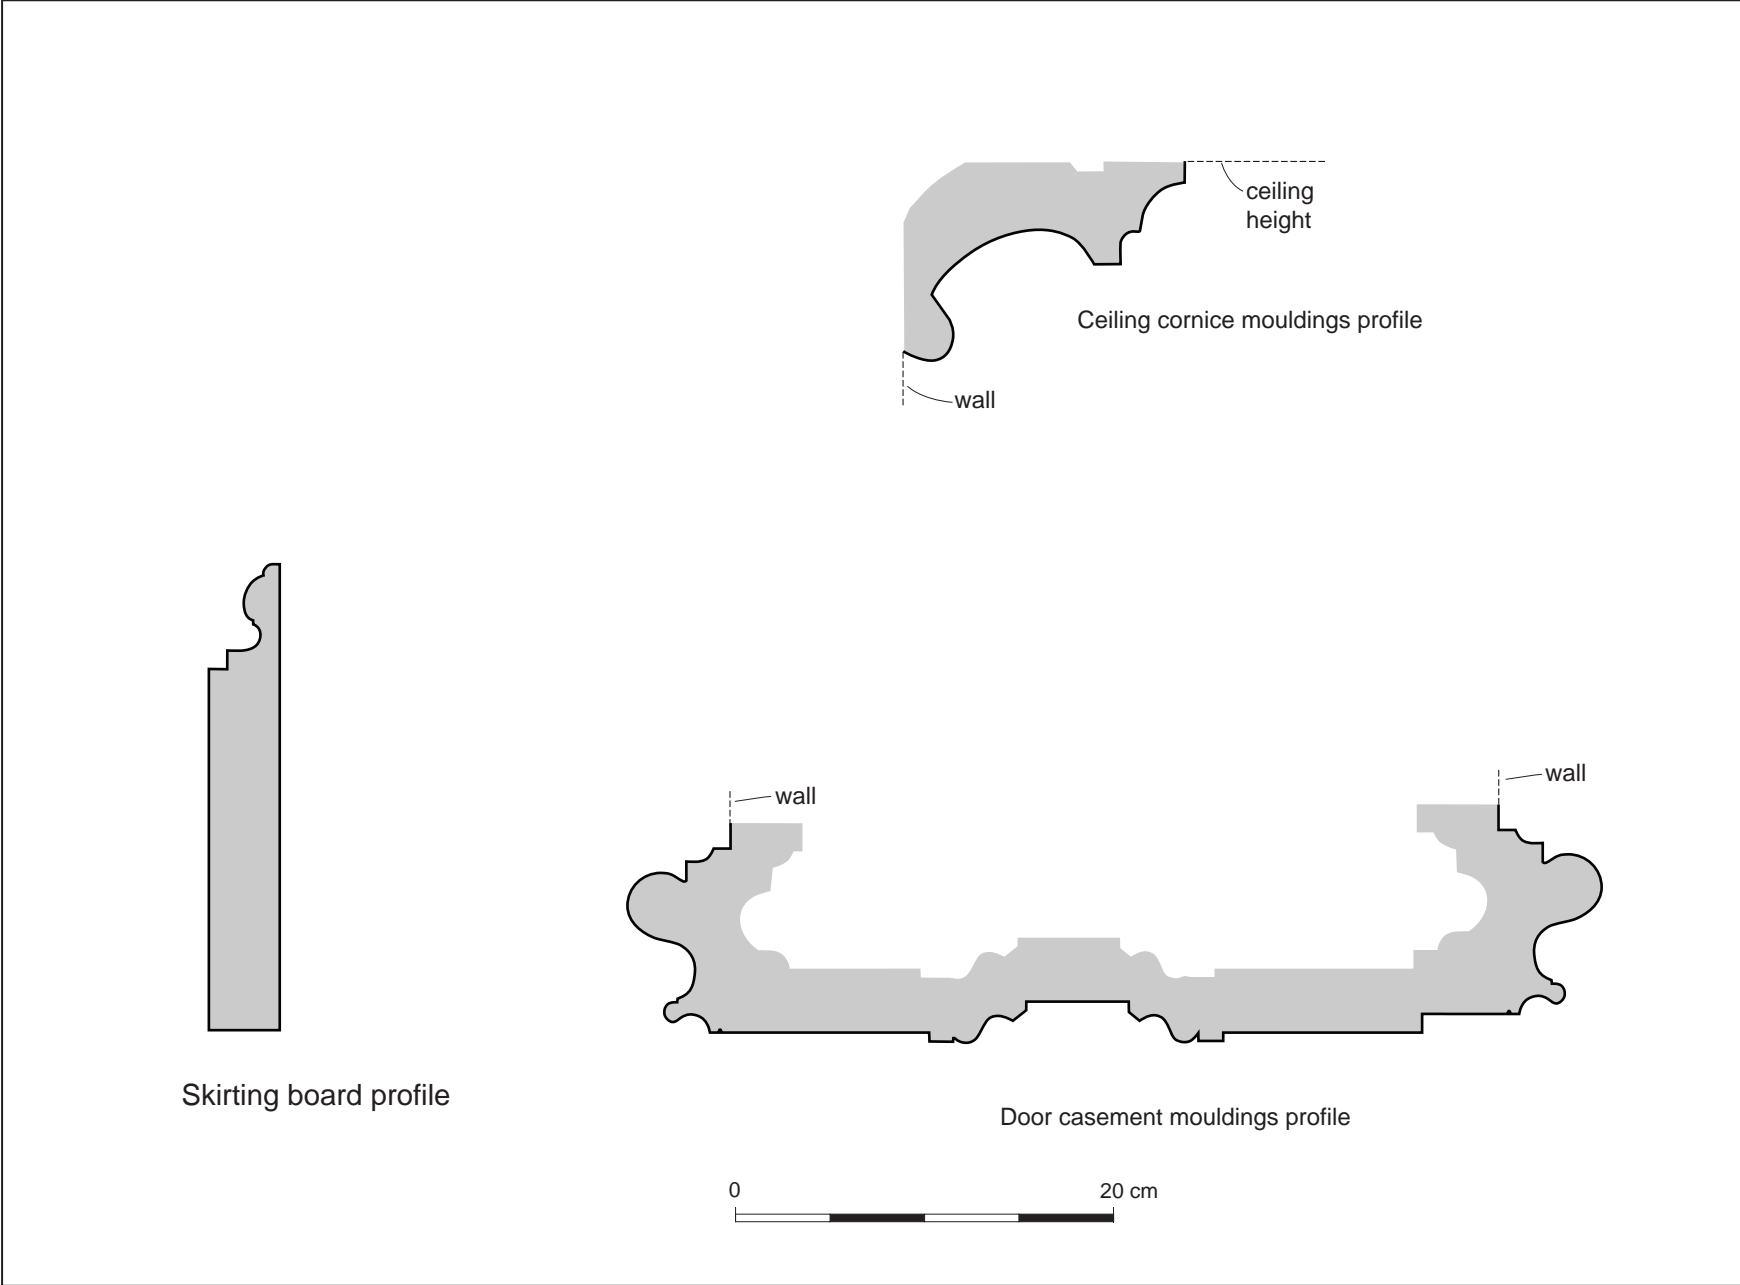 ceiling
height
Ceiling cornice mouldings profile
wall
wall
wall
Skirting board profile
Door casement mouldings profile
0 20 cm